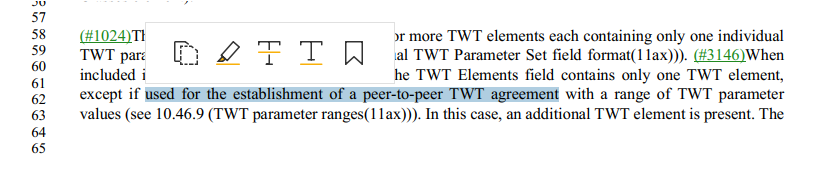 56
57
58 (#1024)Th or more TWT elements each containing only one individual
59 TWT para al TWT Parameter Set field format(11ax))). (#3146)When
60 included i he TWT Elements field contains only one TWT element,
61 except if used for the establishment of a peer-to-peer TWT agreement with a range of TWT parameter
62 values (see 10.46.9 (TWT parameter ranges(11ax))). In this case, an additional TWT element is present. The
63
64
65